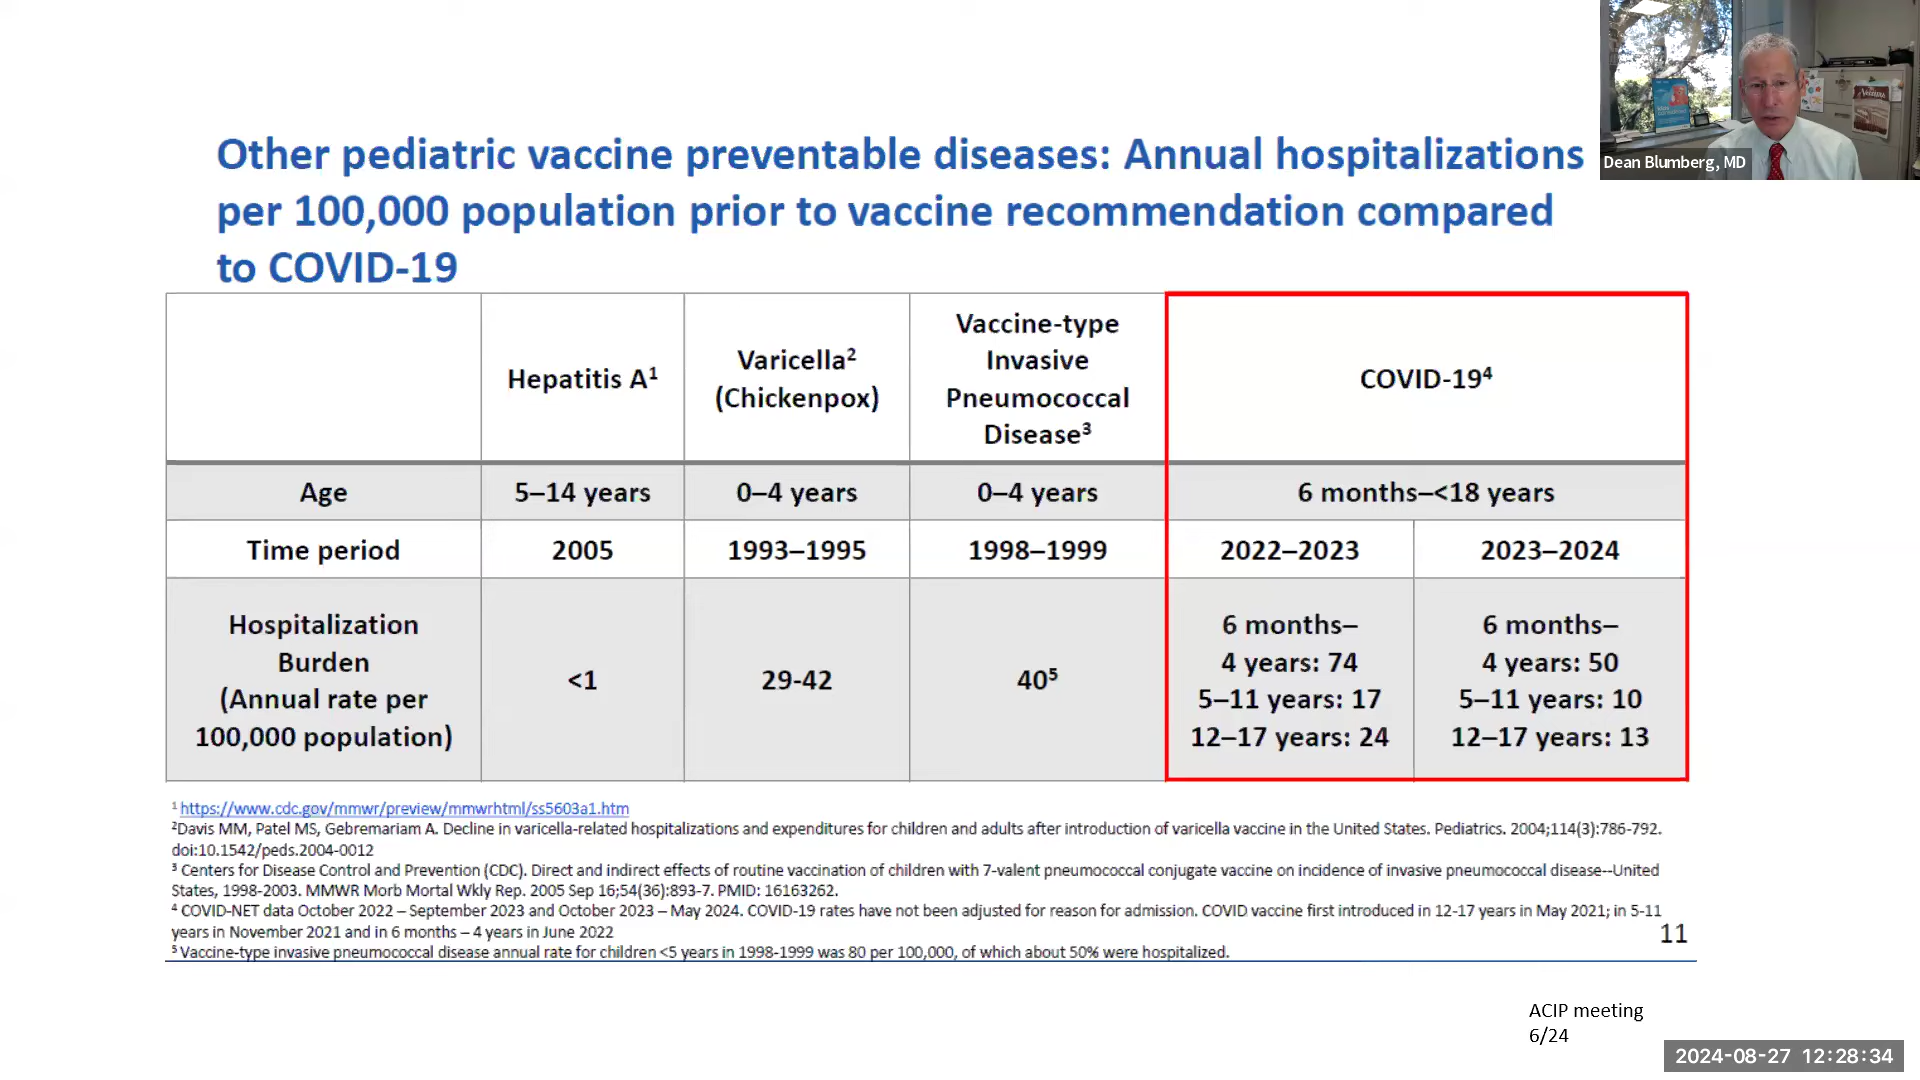 Dean Blumberg, MD
Other pediatric vaccine preventable diseases: Annual hospitalizations
per 100,000 population prior to vaccine recommendation compared
to COVID-19
Hepatitis A¹
Varicella²
(Chickenpox)
Vaccine-type
Invasive
Pneumococcal
Disease³
COVID-19⁴
Age
5–14 years
0–4 years
0–4 years
6 months–<18 years
Time period
2005
1993–1995
1998–1999
2022–2023
2023–2024
Hospitalization
Burden
(Annual rate per
100,000 population)
<1
29-42
40⁵
6 months–
4 years: 74
5–11 years: 17
12–17 years: 24
6 months–
4 years: 50
5–11 years: 10
12–17 years: 13
¹ https://www.cdc.gov/mmwr/preview/mmwrhtml/ss5603a1.htm
²Davis MM, Patel MS, Gebremariam A. Decline in varicella-related hospitalizations and expenditures for children and adults after introduction of varicella vaccine in the United States. Pediatrics. 2004;114(3):786-792.
doi:10.1542/peds.2004-0012
³ Centers for Disease Control and Prevention (CDC). Direct and indirect effects of routine vaccination of children with 7-valent pneumococcal conjugate vaccine on incidence of invasive pneumococcal disease--United
States, 1998-2003. MMWR Morb Mortal Wkly Rep. 2005 Sep 16;54(36):893-7. PMID: 16163262.
⁴ COVID-NET data October 2022 – September 2023 and October 2023 – May 2024. COVID-19 rates have not been adjusted for reason for admission. COVID vaccine first introduced in 12-17 years in May 2021; in 5-11
years in November 2021 and in 6 months – 4 years in June 2022
⁵ Vaccine-type invasive pneumococcal disease annual rate for children <5 years in 1998-1999 was 80 per 100,000, of which about 50% were hospitalized.
11
ACIP meeting
6/24
2024-08-27 12:28:34